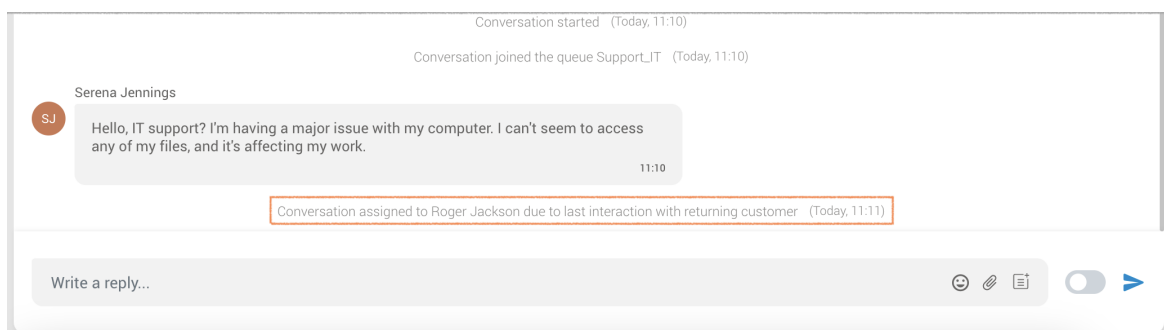 Conversation started (Today, 11:10)
Conversation joined the queue Support_IT (Today, 11:10)
Serena Jennings
SJ
Hello, IT support? I'm having a major issue with my computer. I can't seem to access
any of my files, and it's affecting my work.
11:10
Conversation assigned to Roger Jackson due to last interaction with returning customer (Today, 11:11)
Write a reply...